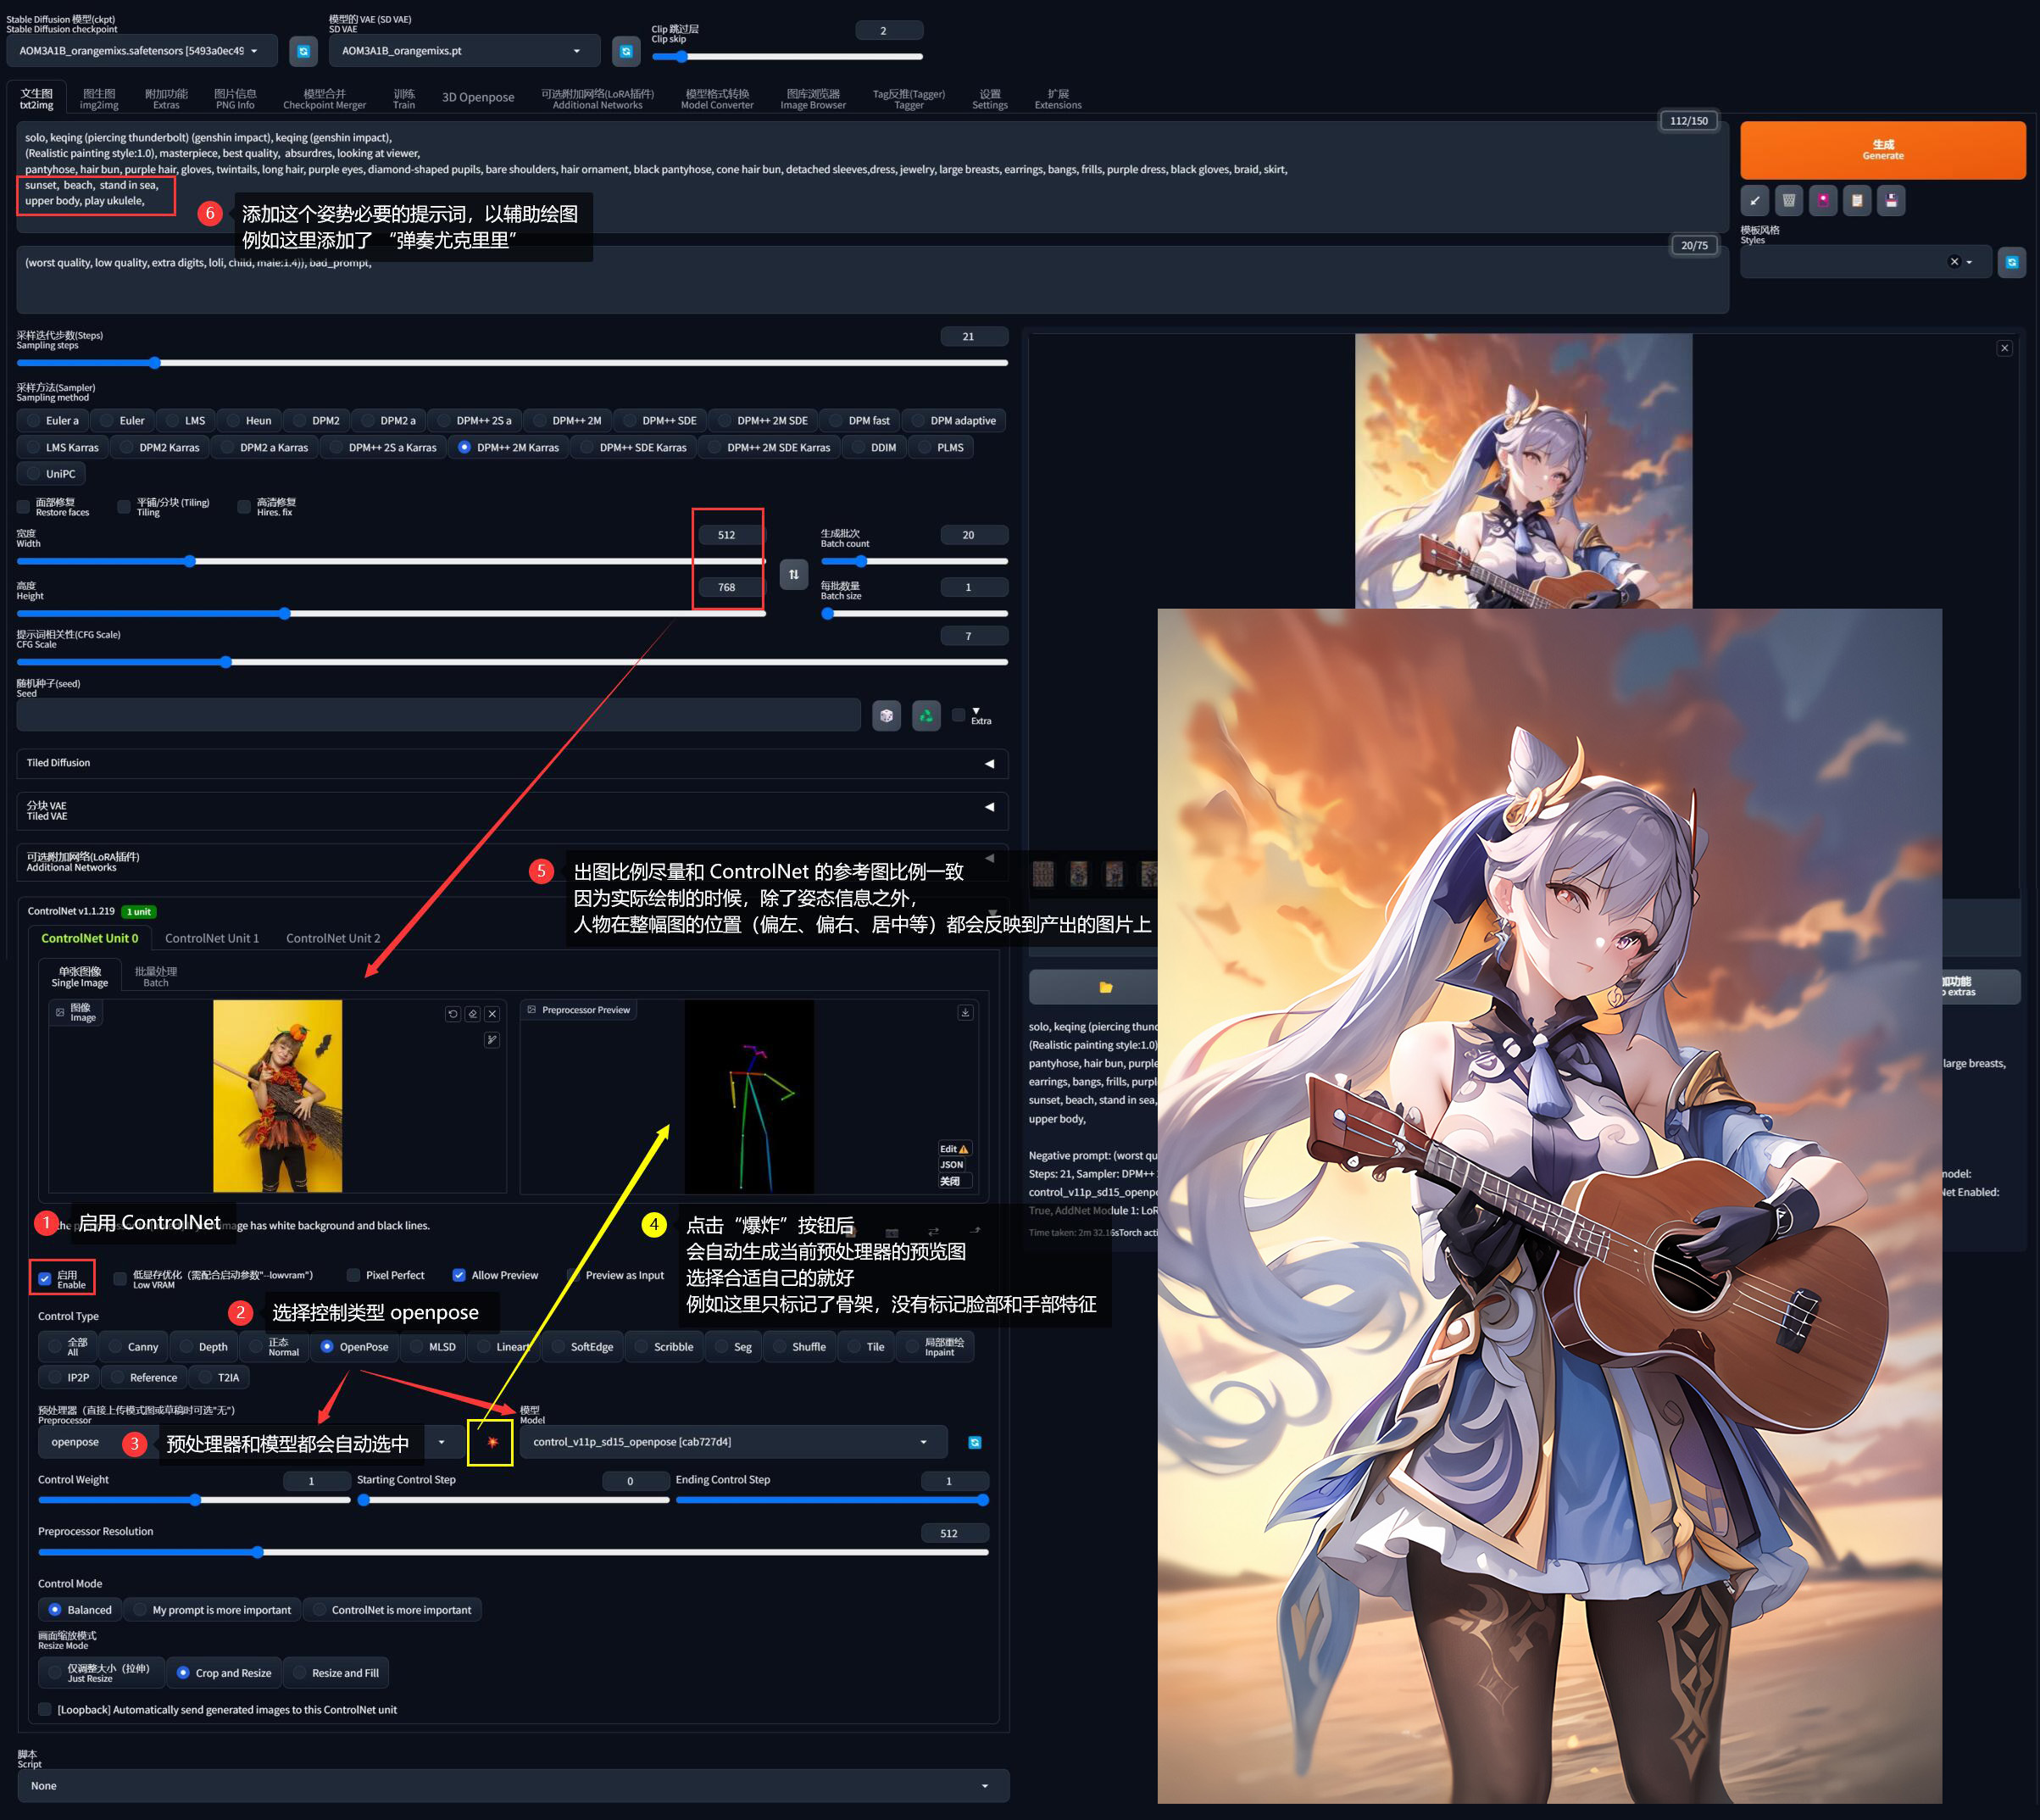 Stable Diffusion 模型(ckpt)
Stable Diffusion checkpoint
AOM3A1B_orangemixs.safetensors [5493a0ec49
模型的 VAE (SD VAE)
SD VAE
AOM3A1B_orangemixs.pt
Clip 跳过层
Clip skip
2
文生图
txt2img
图生图
img2img
附加功能
Extras
图片信息
PNG Info
模型合并
Checkpoint Merger
训练
Train
3D Openpose
可选附加网络(LoRA插件)
Additional Networks
模型格式转换
Model Converter
图库浏览器
Image Browser
Tag反推(Tagger)
Tagger
设置
Settings
扩展
Extensions
112/150
solo, keqing (piercing thunderbolt) (genshin impact), keqing (genshin impact),
(Realistic painting style:1.0), masterpiece, best quality, absurdres, looking at viewer,
pantyhose, hair bun, purple hair, gloves, twintails, long hair, purple eyes, diamond-shaped pupils, bare shoulders, hair ornament, black pantyhose, cone hair bun, detached sleeves,dress, jewelry, large breasts, earrings, bangs, frills, purple dress, black gloves, braid, skirt,
sunset, beach, stand in sea,
upper body, play ukulele,
6 添加这个姿势必要的提示词，以辅助绘图
例如这里添加了 “弹奏尤克里里”
生成
Generate
模板风格
Styles
20/75
(worst quality, low quality, extra digits, loli, child, male:1.4)), bad_prompt,
采样迭代步数(Steps)
Sampling steps
21
采样方法(Sampler)
Sampling method
Euler a Euler LMS Heun DPM2 DPM2 a DPM++ 2S a DPM++ 2M DPM++ SDE DPM++ 2M SDE DPM fast DPM adaptive
LMS Karras DPM2 Karras DPM2 a Karras DPM++ 2S a Karras DPM++ 2M Karras DPM++ SDE Karras DPM++ 2M SDE Karras DDIM PLMS
UniPC
面部修复
Restore faces
平铺/分块 (Tiling)
Tiling
高清修复
Hires. fix
宽度
Width
512
生成批次
Batch count
20
高度
Height
768
每批数量
Batch size
1
提示词相关性(CFG Scale)
CFG Scale
7
随机种子(seed)
Seed
Extra
Tiled Diffusion
分块 VAE
Tiled VAE
可选附加网络(LoRA插件)
Additional Networks
5 出图比例尽量和 ControlNet 的参考图比例一致
因为实际绘制的时候，除了姿态信息之外，
人物在整幅图的位置（偏左、偏右、居中等）都会反映到产出的图片上
ControlNet v1.1.219 1 unit
ControlNet Unit 0 ControlNet Unit 1 ControlNet Unit 2
单张图像
Single Image
批量处理
Batch
图像
Image
Preprocessor Preview
Edit
JSON
关闭
1 启用 ControlNet
mage has white background and black lines.
启用
Enable
低显存优化（需配合启动参数"--lowvram"）
Low VRAM
Pixel Perfect
Allow Preview
Preview as Input
4 点击“爆炸”按钮后
会自动生成当前预处理器的预览图
选择合适自己的就好
例如这里只标记了骨架，没有标记脸部和手部特征
2 选择控制类型 openpose
Control Type
全部
All
Canny Depth
正态
Normal
OpenPose MLSD Lineart SoftEdge Scribble Seg Shuffle Tile
局部重绘
Inpaint
IP2P Reference T2IA
预处理器（直接上传模式图或草稿时可选"无"）
Preprocessor
openpose
3 预处理器和模型都会自动选中
模型
Model
control_v11p_sd15_openpose [cab727d4]
Control Weight
1
Starting Control Step
0
Ending Control Step
1
Preprocessor Resolution
512
Control Mode
Balanced My prompt is more important ControlNet is more important
画面缩放模式
Resize Mode
仅调整大小（拉伸）
Just Resize
Crop and Resize Resize and Fill
[Loopback] Automatically send generated images to this ControlNet unit
脚本
Script
None
加功能
extras
solo, keqing (piercing thund
(Realistic painting style:1.0)
pantyhose, hair bun, purple
large breasts,
earrings, bangs, frills, purpl
sunset, beach, stand in sea,
upper body,
Negative prompt: (worst qu
Steps: 21, Sampler: DPM++
model:
control_v11p_sd15_openpo
Net Enabled:
True, AddNet Module 1: LoR
Time taken: 2m 32.16sTorch acti